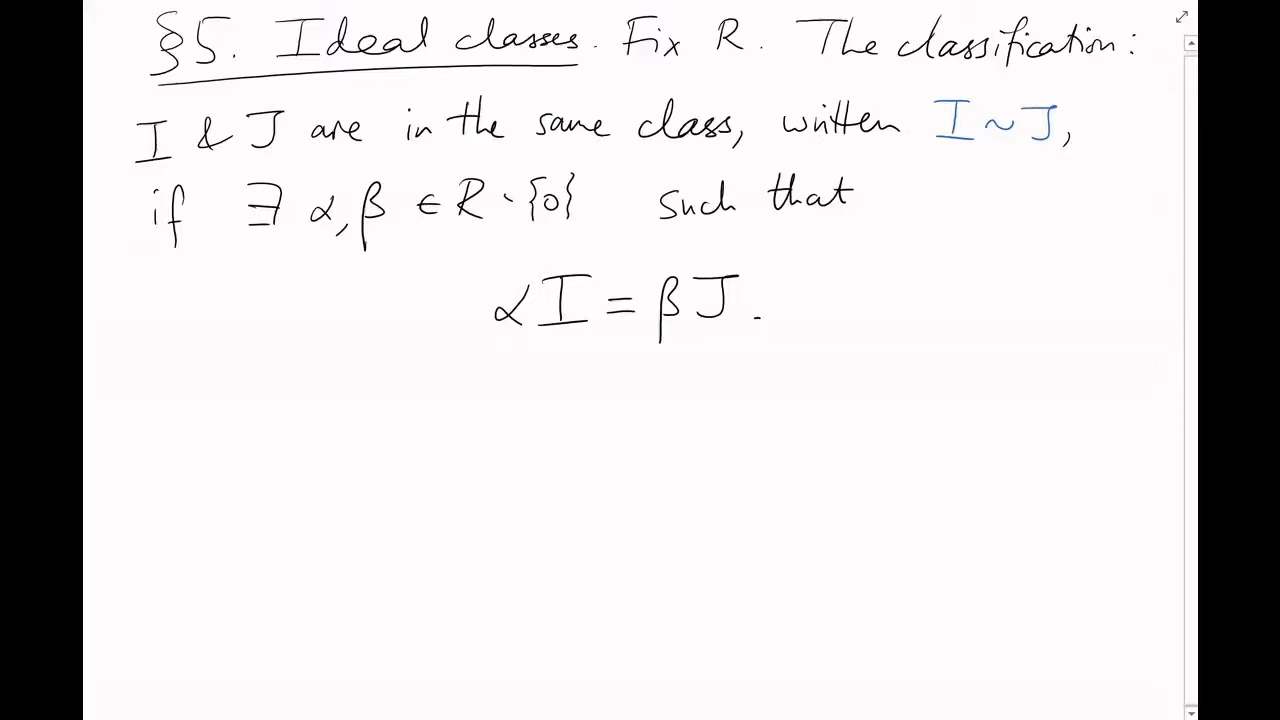 §5. Ideal classes. Fix R. The classification:
I & J are in the same class, written I ~ J,
if ∃ α, β ∈ R \ {0} such that
αI = βJ.